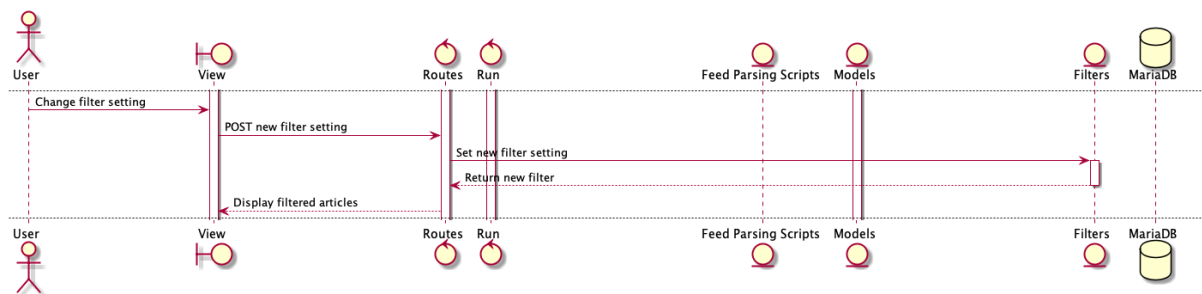 User View Routes Run Feed Parsing Scripts Models Filters MariaDB
Change filter setting
POST new filter setting
Set new filter setting
Return new filter
Display filtered articles
User View Routes Run Feed Parsing Scripts Models Filters MariaDB